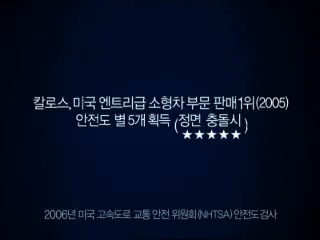 칼로스, 미국 엔트리급 소형차 부문 판매 1위(2005)
안전도 별 5개 획득 (정면 충돌시 ★★★★★)
2006년 미국 고속도로 교통 안전 위원회(NHTSA) 안전도 검사